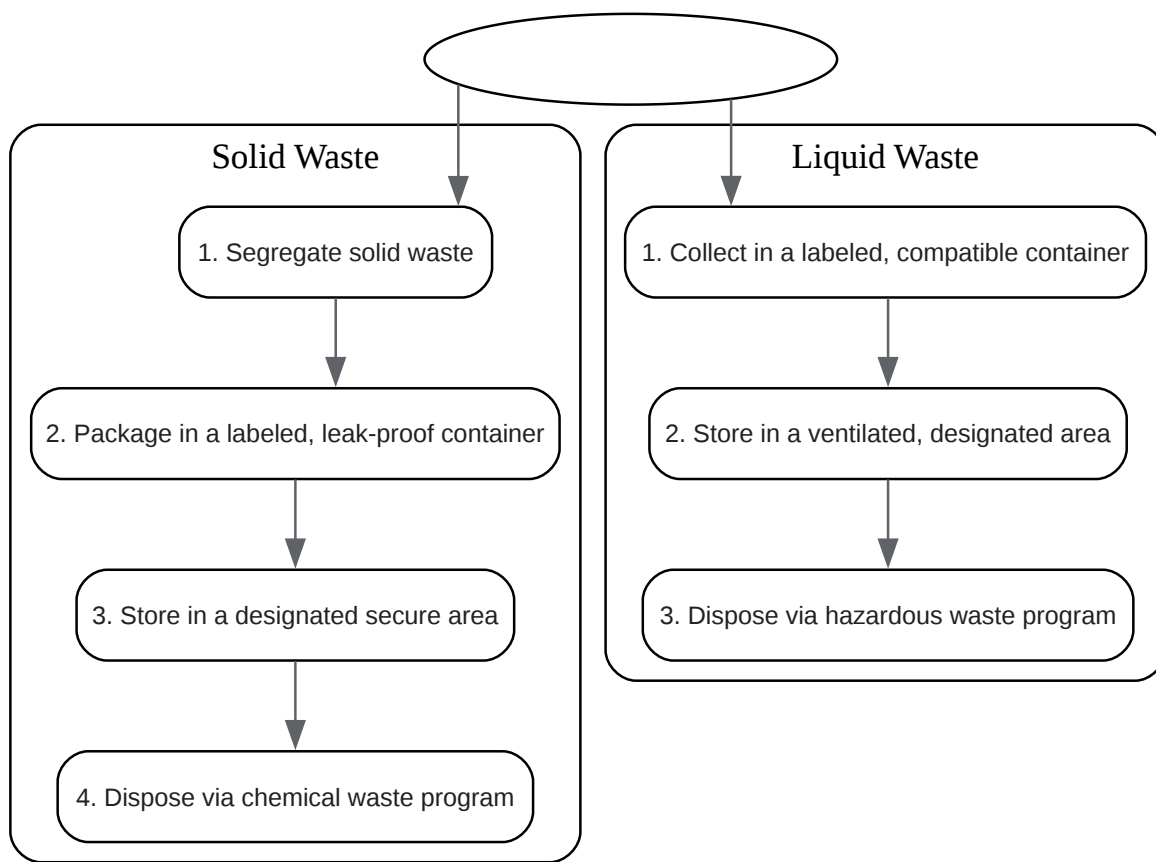 Solid Waste
1. Segregate solid waste
2. Package in a labeled, leak-proof container
3. Store in a designated secure area
4. Dispose via chemical waste program
Liquid Waste
1. Collect in a labeled, compatible container
2. Store in a ventilated, designated area
3. Dispose via hazardous waste program